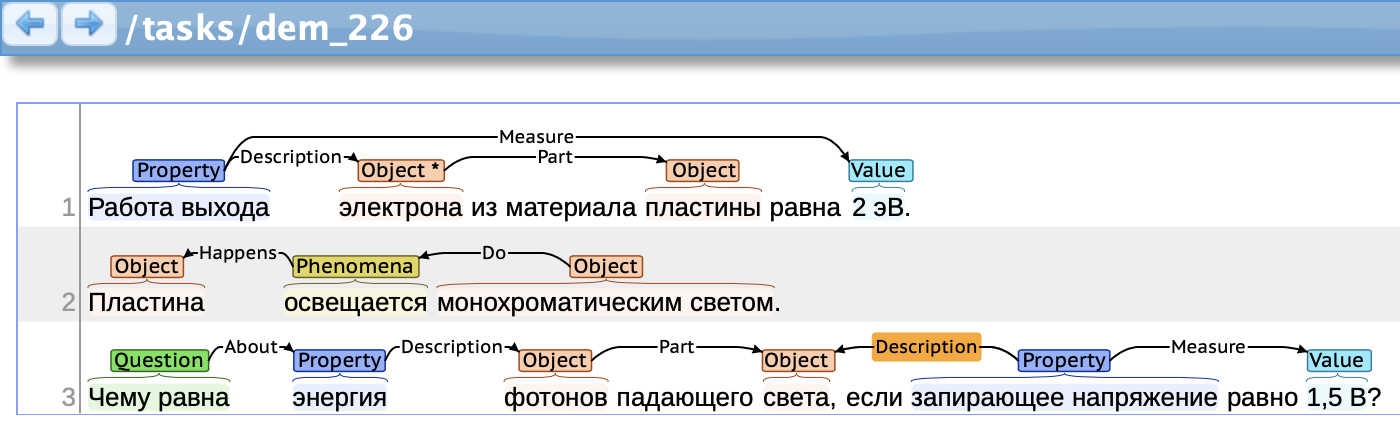 /tasks/dem_226
Measure
Description Part
Property Object * Object Value
1 Работа выхода электрона из материала пластины равна 2 эВ.
Happens Do
Object Phenomena Object
2 Пластина освещается монохроматическим светом.
About Description Part Description Measure
Question Property Object Object Property Value
3 Чему равна энергия фотонов падающего света, если запирающее напряжение равно 1,5 В?